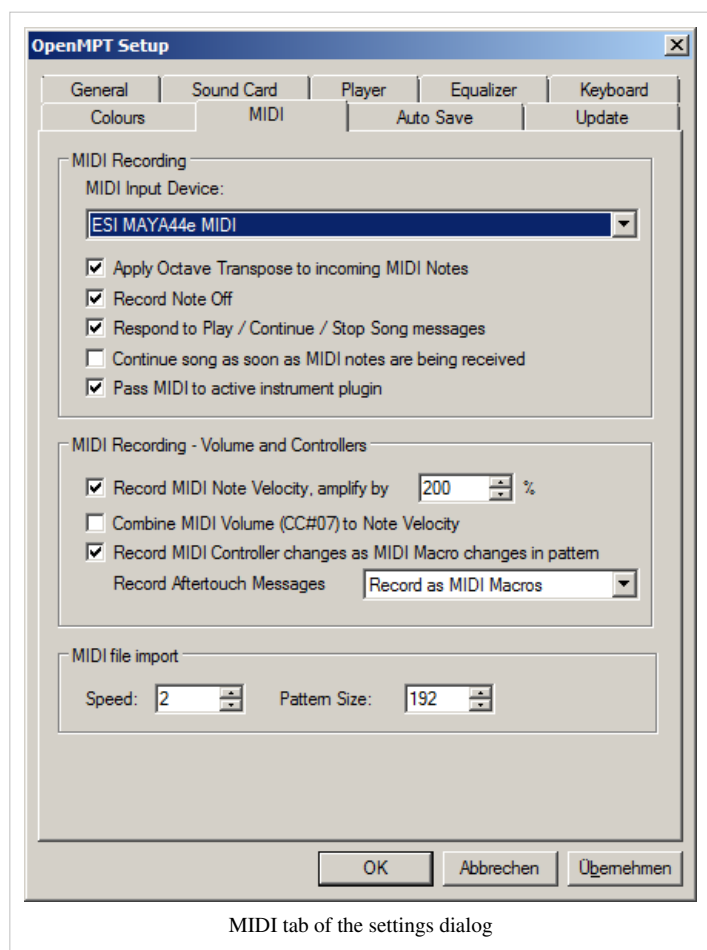 OpenMPT Setup
General Sound Card Player Equalizer Keyboard
Colours MIDI Auto Save Update
MIDI Recording
MIDI Input Device:
ESI MAYA44e MIDI
Apply Octave Transpose to incoming MIDI Notes
Record Note Off
Respond to Play / Continue / Stop Song messages
Continue song as soon as MIDI notes are being received
Pass MIDI to active instrument plugin
MIDI Recording - Volume and Controllers
Record MIDI Note Velocity, amplify by 200 %
Combine MIDI Volume (CC#07) to Note Velocity
Record MIDI Controller changes as MIDI Macro changes in pattern
Record Aftertouch Messages Record as MIDI Macros
MIDI file import
Speed: 2 Pattern Size: 192
OK Abbrechen Übernehmen
MIDI tab of the settings dialog